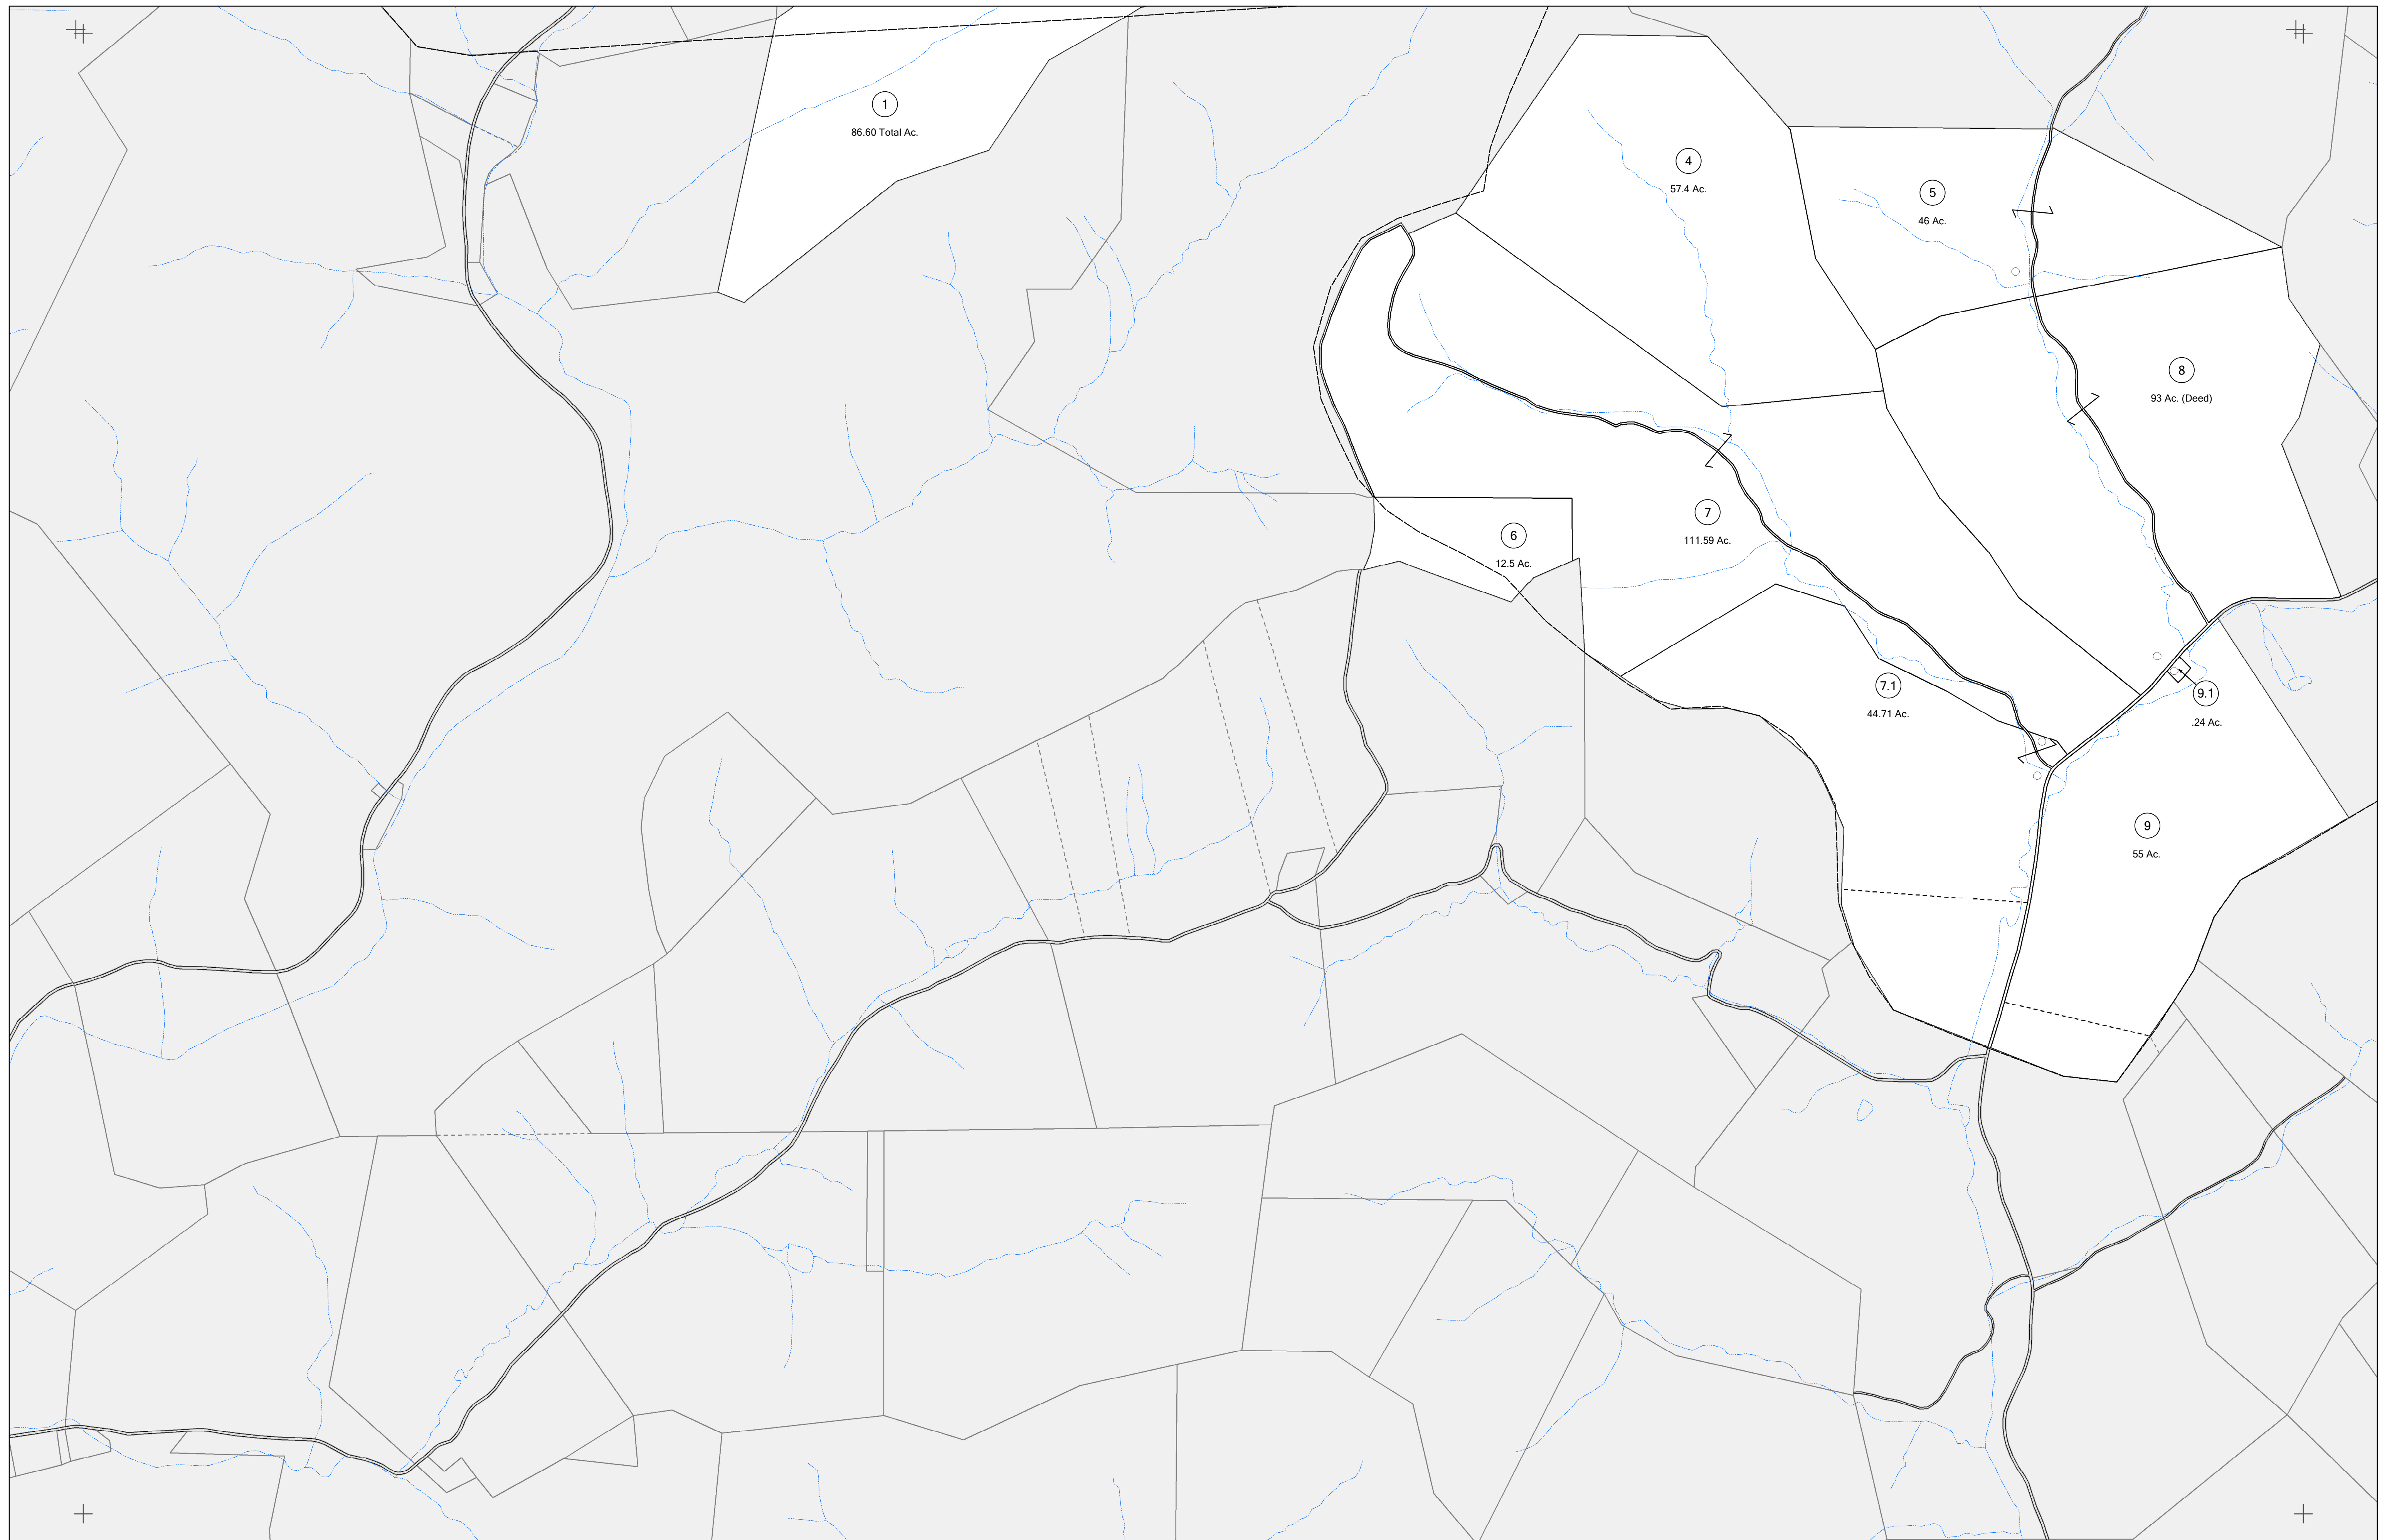 1
86.60 Total Ac.
4
57.4 Ac.
5
46 Ac.
8
93 Ac. (Deed)
7
111.59 Ac.
6
12.5 Ac.
7.1
44.71 Ac.
9.1
.24 Ac.
9
55 Ac.